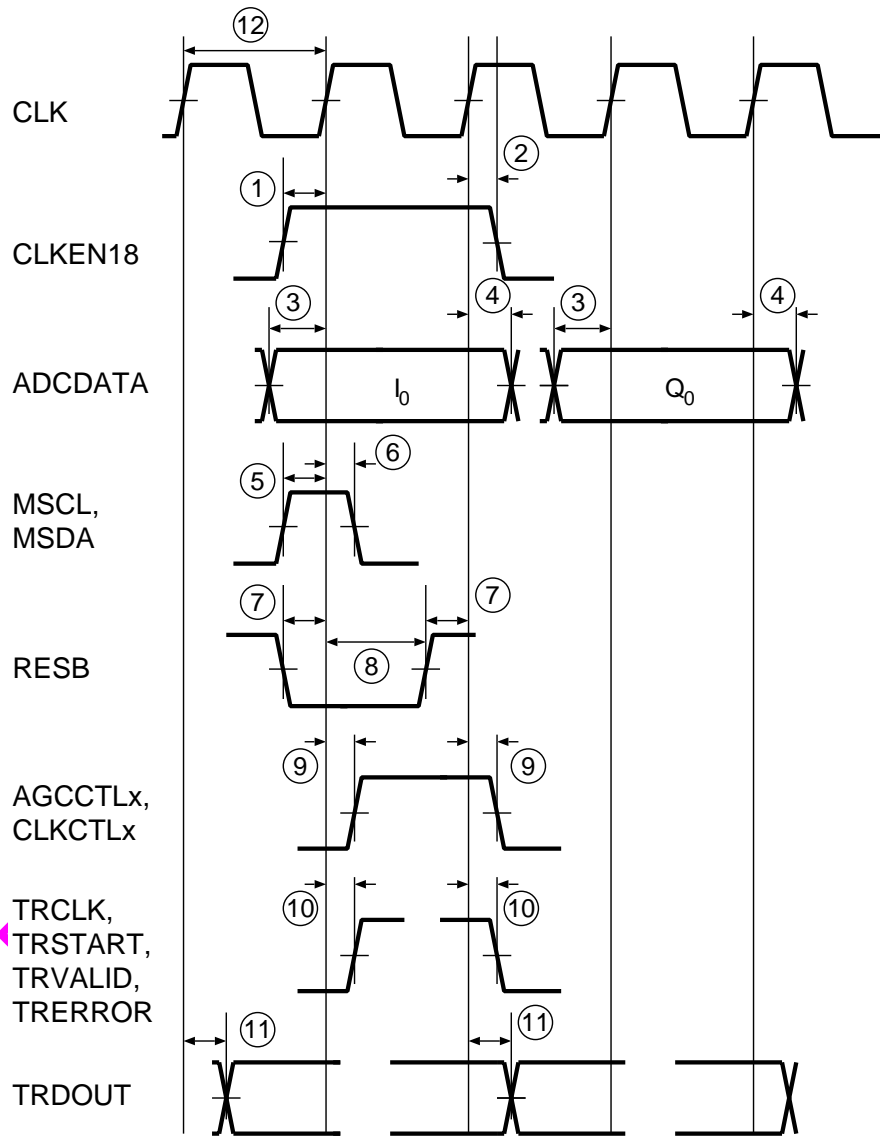 12
CLK
2
1
CLKEN18
3 4 3 4
ADCDATA I0 Q0
6
5
MSCL,
MSDA
7 7
RESB 8
9 9
AGCCTLx,
CLKCTLx
10 10
TRCLK,
TRSTART,
TRVALID,
TRERROR
11 11
TRDOUT